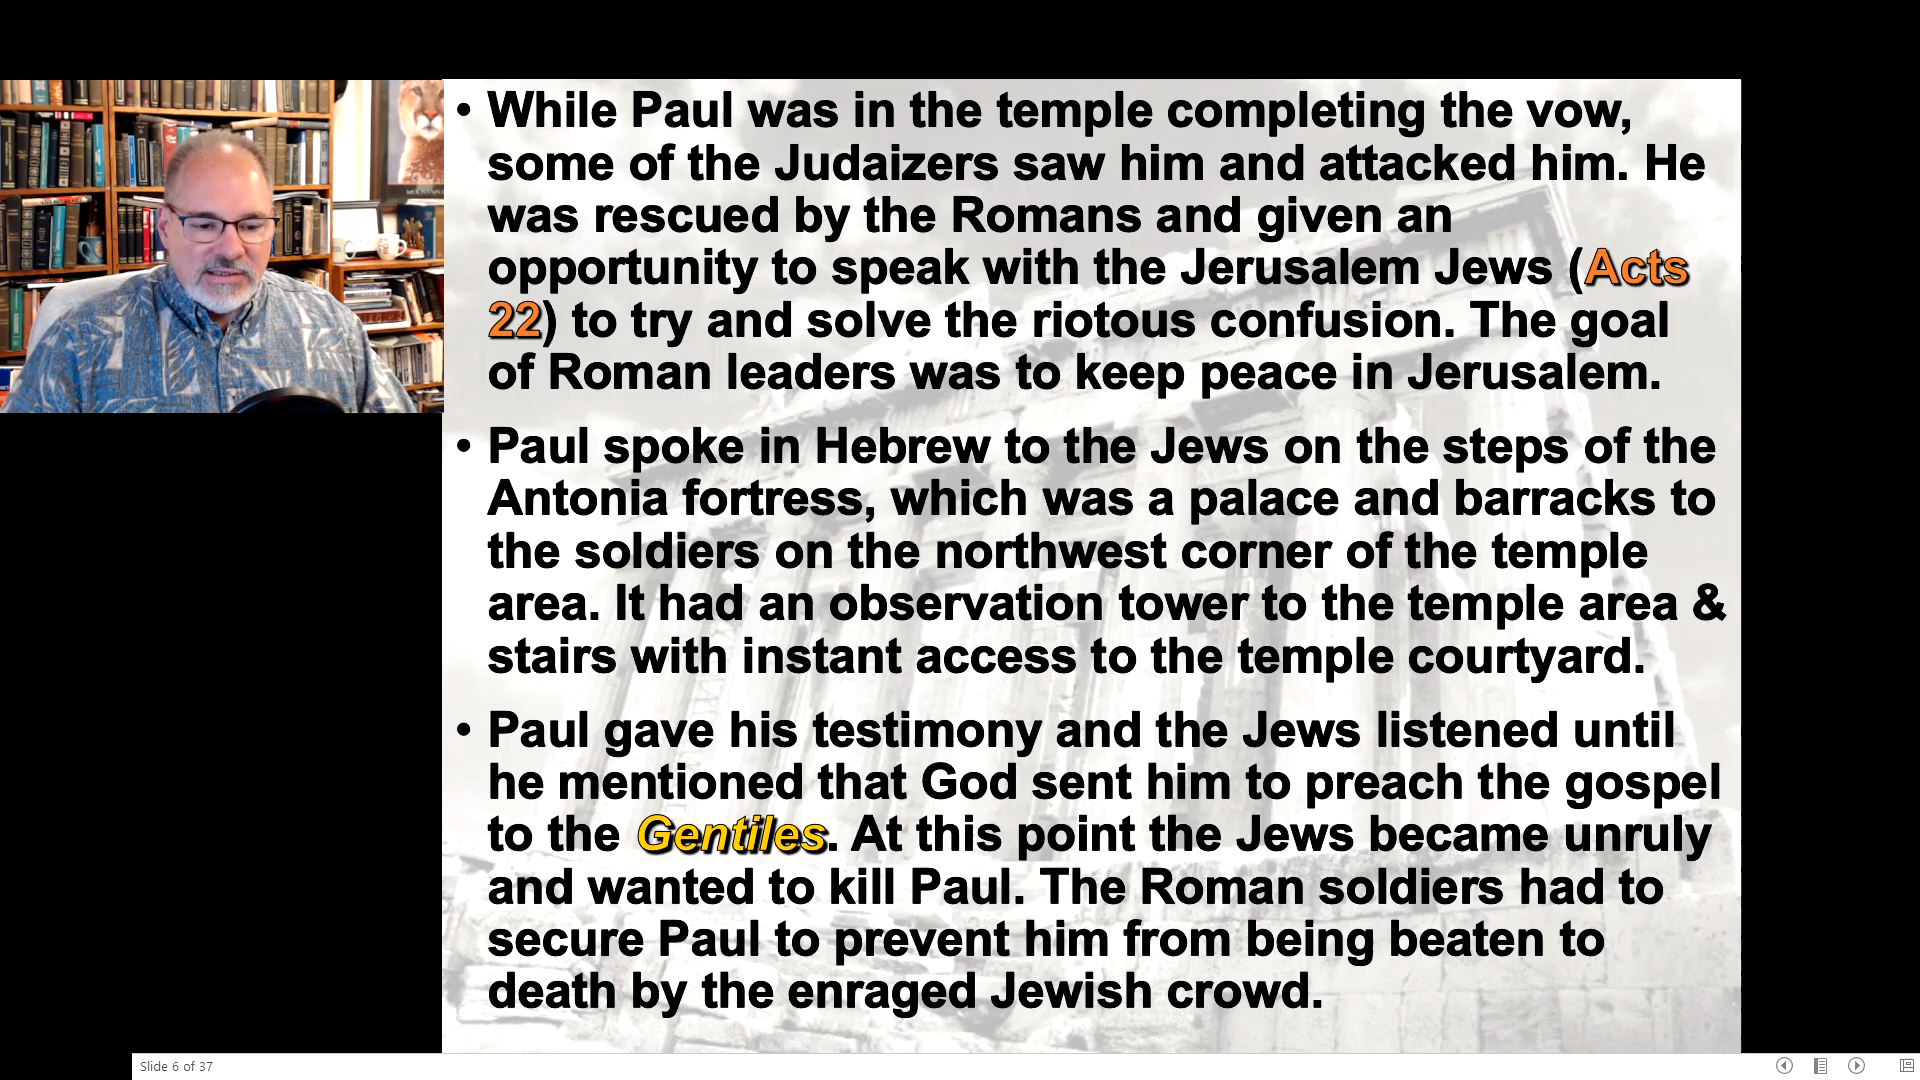 • While Paul was in the temple completing the vow,
some of the Judaizers saw him and attacked him. He
was rescued by the Romans and given an
opportunity to speak with the Jerusalem Jews (Acts
22) to try and solve the riotous confusion. The goal
of Roman leaders was to keep peace in Jerusalem.
• Paul spoke in Hebrew to the Jews on the steps of the
Antonia fortress, which was a palace and barracks to
the soldiers on the northwest corner of the temple
area. It had an observation tower to the temple area &
stairs with instant access to the temple courtyard.
• Paul gave his testimony and the Jews listened until
he mentioned that God sent him to preach the gospel
to the Gentiles. At this point the Jews became unruly
and wanted to kill Paul. The Roman soldiers had to
secure Paul to prevent him from being beaten to
death by the enraged Jewish crowd.
Slide 6 of 37